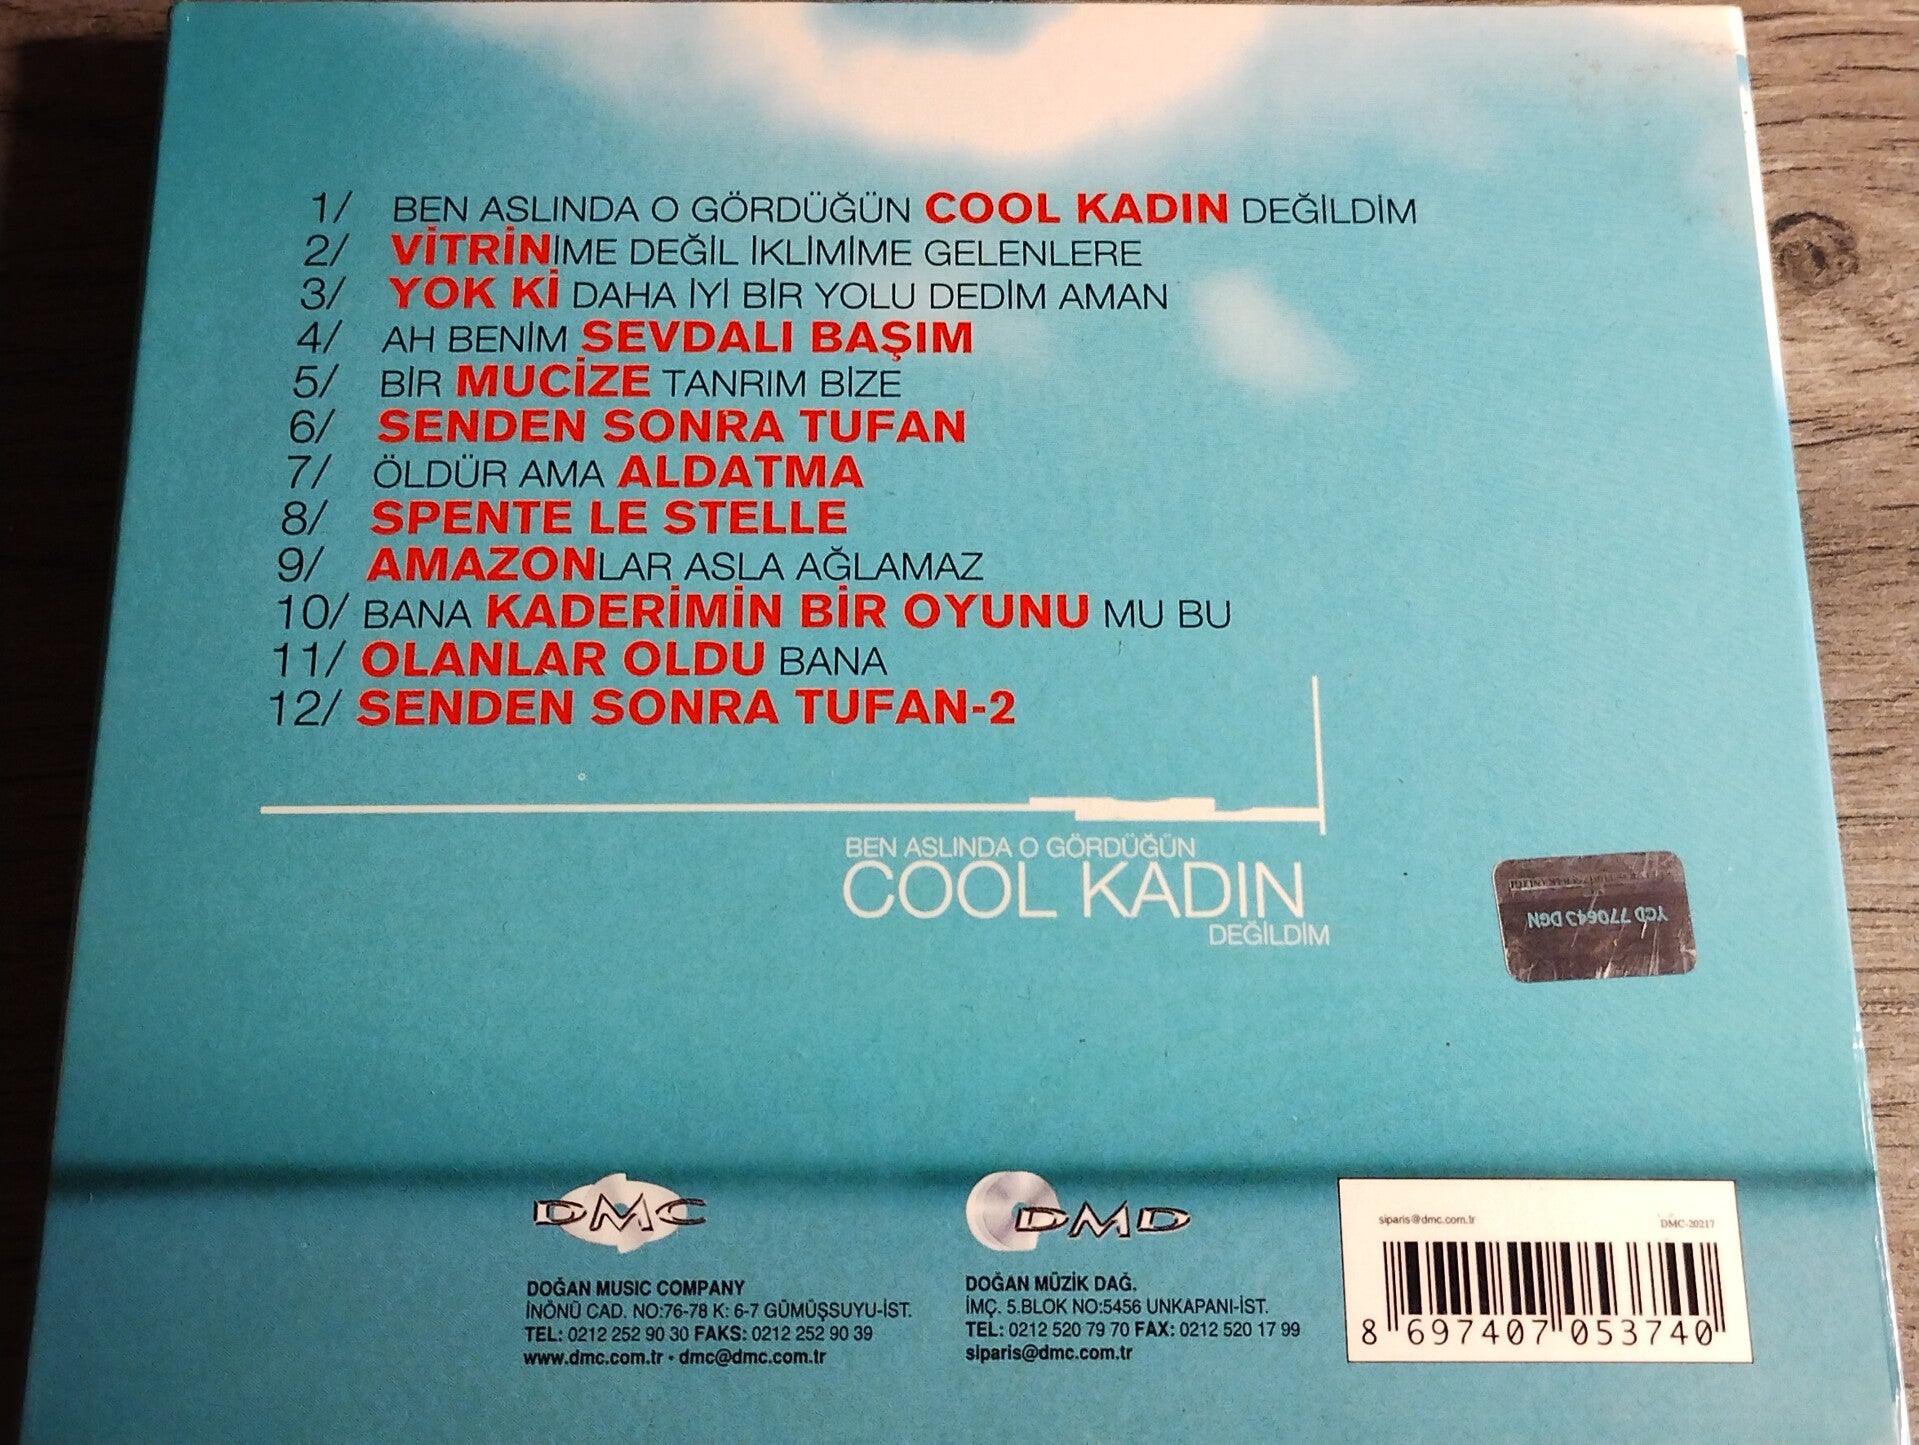 1/ BEN ASLINDA O GÖRDÜĞÜN COOL KADIN DEĞİLDİM
2/ VİTRİNİME DEĞİL İKLİMİME GELENLERE
3/ YOK Kİ DAHA İYİ BİR YOLU DEDİM AMAN
4/ AH BENİM SEVDALI BAŞIM
5/ BİR MUCİZE TANRIM BİZE
6/ SENDEN SONRA TUFAN
7/ ÖLDÜR AMA ALDATMA
8/ SPENTE LE STELLE
9/ AMAZONLAR ASLA AĞLAMAZ
10/ BANA KADERİMİN BİR OYUNU MU BU
11/ OLANLAR OLDU BANA
12/ SENDEN SONRA TUFAN-2
BEN ASLINDA O GÖRDÜĞÜN
COOL KADIN
DEĞİLDİM
YCD 770643 DGN
DMC
DOĞAN MUSIC COMPANY
İNÖNÜ CAD. NO:76-78 K: 6-7 GÜMÜŞSUYU-İST.
TEL: 0212 252 90 30 FAKS: 0212 252 90 39
www.dmc.com.tr • dmc@dmc.com.tr
DMD
DOĞAN MÜZİK DAĞ.
İMÇ. 5.BLOK NO:5456 UNKAPANI-İST.
TEL: 0212 520 79 70 FAX: 0212 520 17 99
siparis@dmc.com.tr
siparis@dmc.com.tr
DMC-20217
8 697407 053740